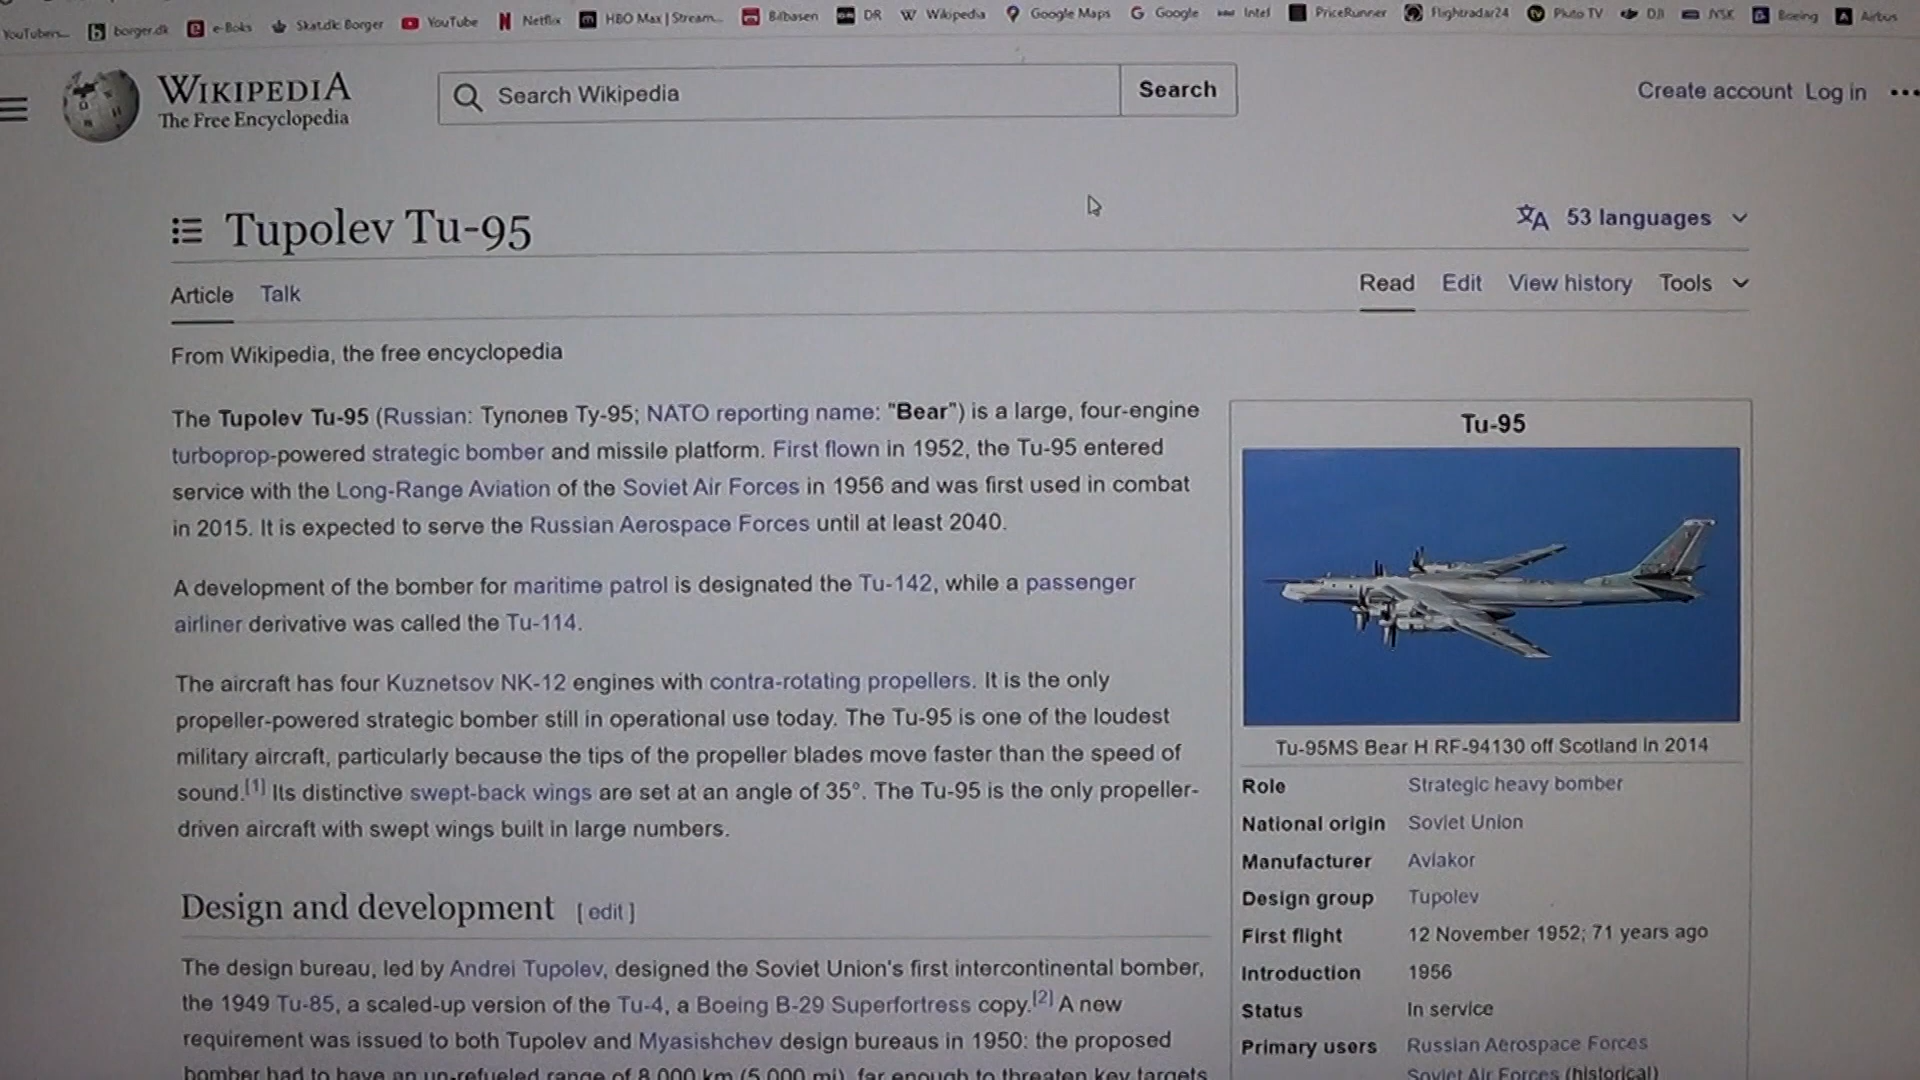 YouTubers...
borger.dk
e-Boks
Skat.dk: Borger
YouTube
Netflix
HBO Max | Stream...
Bilbasen
DR
Wikipedia
Google Maps
Google
Intel
PriceRunner
Flightradar24
Pluto TV
DJI
JYSK
Boeing
Airbus
WIKIPEDIA
The Free Encyclopedia
Search Wikipedia
Search
Create account Log in
Tupolev Tu-95
53 languages
Article Talk
Read Edit View history Tools
From Wikipedia, the free encyclopedia
The Tupolev Tu-95 (Russian: Туполев Ту-95; NATO reporting name: "Bear") is a large, four-engine
turboprop-powered strategic bomber and missile platform. First flown in 1952, the Tu-95 entered
service with the Long-Range Aviation of the Soviet Air Forces in 1956 and was first used in combat
in 2015. It is expected to serve the Russian Aerospace Forces until at least 2040.
A development of the bomber for maritime patrol is designated the Tu-142, while a passenger
airliner derivative was called the Tu-114.
The aircraft has four Kuznetsov NK-12 engines with contra-rotating propellers. It is the only
propeller-powered strategic bomber still in operational use today. The Tu-95 is one of the loudest
military aircraft, particularly because the tips of the propeller blades move faster than the speed of
sound.[1] Its distinctive swept-back wings are set at an angle of 35°. The Tu-95 is the only propeller-
driven aircraft with swept wings built in large numbers.
Design and development [ edit ]
The design bureau, led by Andrei Tupolev, designed the Soviet Union's first intercontinental bomber,
the 1949 Tu-85, a scaled-up version of the Tu-4, a Boeing B-29 Superfortress copy.[2] A new
requirement was issued to both Tupolev and Myasishchev design bureaus in 1950: the proposed
bomber had to have an un-refueled range of 8,000 km (5,000 mi), far enough to threaten key targets
Tu-95
Tu-95MS Bear H RF-94130 off Scotland in 2014
Role Strategic heavy bomber
National origin Soviet Union
Manufacturer Aviakor
Design group Tupolev
First flight 12 November 1952; 71 years ago
Introduction 1956
Status In service
Primary users Russian Aerospace Forces
Soviet Air Forces (historical)